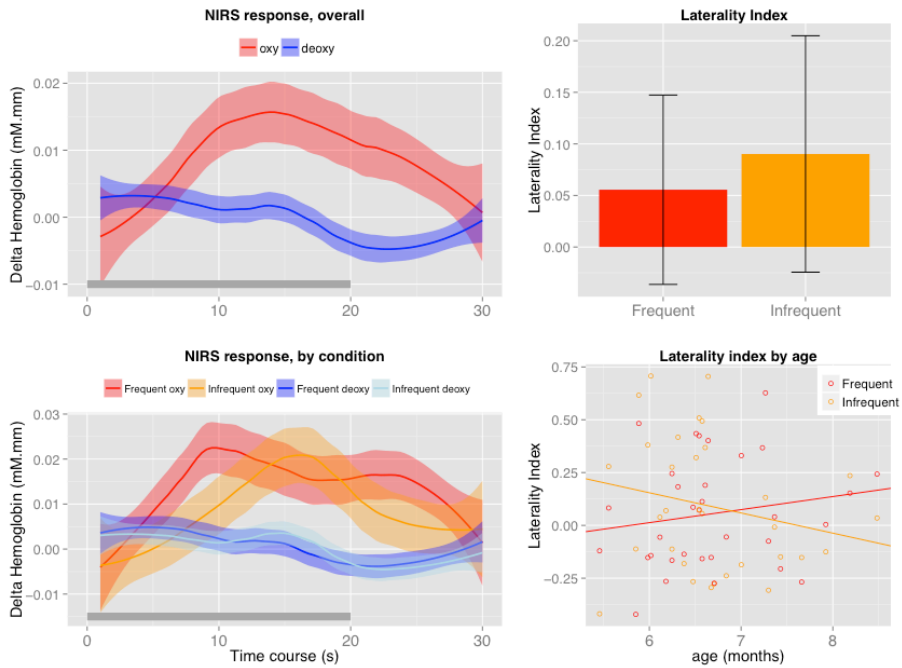 NIRS response, overall
oxy deoxy
Delta Hemoglobin (mM.mm)
0.02
0.01
0.00
−0.01
0 10 20 30
Laterality Index
Laterality Index
0.20
0.15
0.10
0.05
0.00
Frequent Infrequent
NIRS response, by condition
Frequent oxy Infrequent oxy Frequent deoxy Infrequent deoxy
Delta Hemoglobin (mM.mm)
0.03
0.02
0.01
0.00
−0.01
0 10 20 30
Time course (s)
Laterality index by age
Frequent
Infrequent
Laterality Index
0.75
0.50
0.25
0.00
−0.25
6 7 8
age (months)